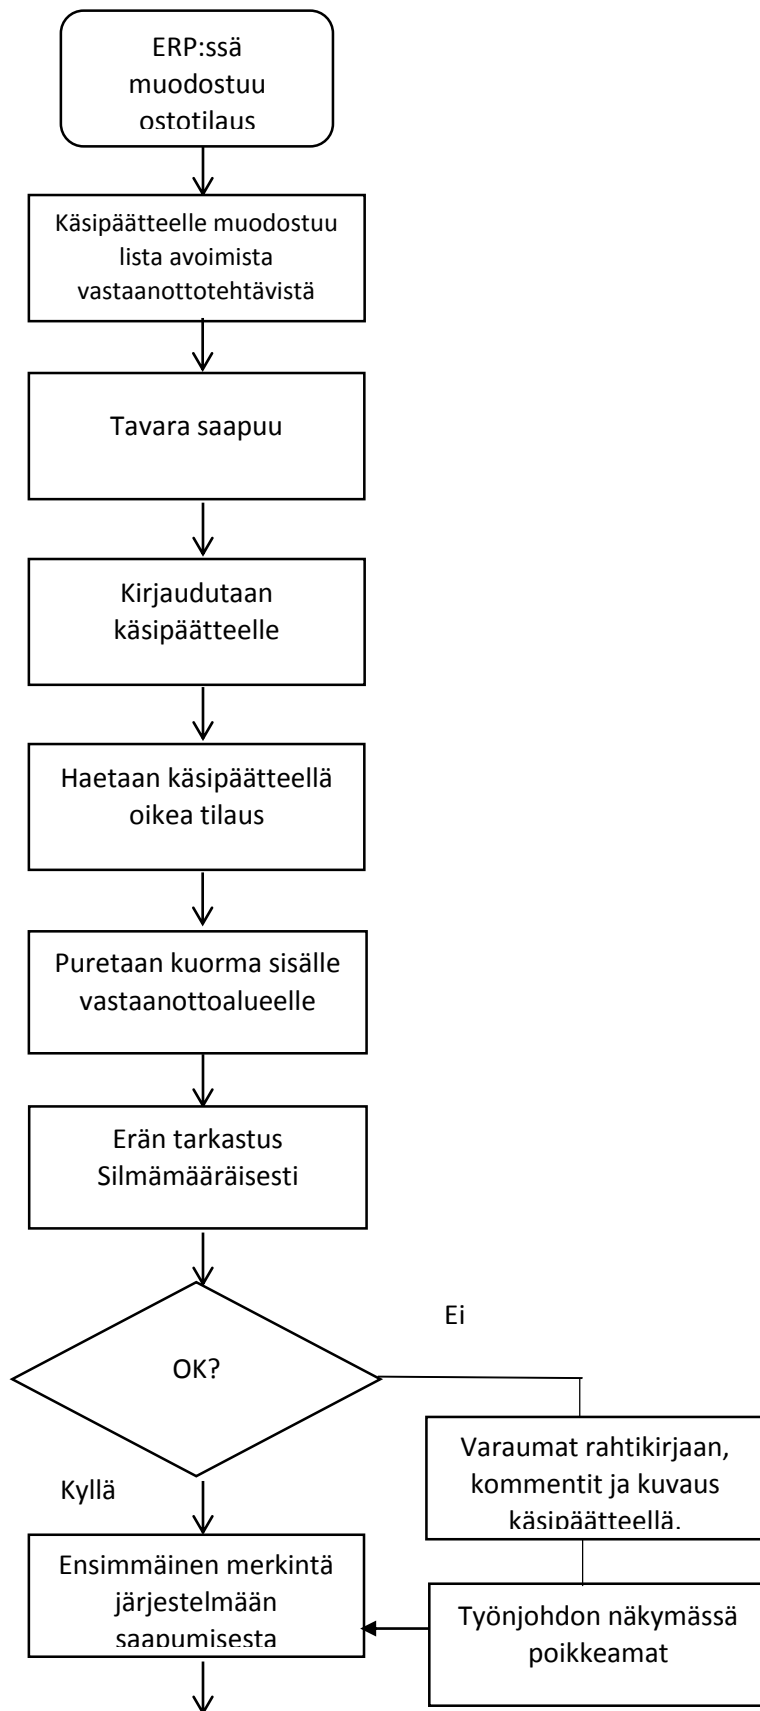 ERP:ssä
muodostuu
ostotilaus
Käsipäätteelle muodostuu
lista avoimista
vastaanottotehtävistä
Tavara saapuu
Kirjaudutaan
käsipäätteelle
Haetaan käsipäätteellä
oikea tilaus
Puretaan kuorma sisälle
vastaanottoalueelle
Erän tarkastus
Silmämääräisesti
OK?
Ei
Varaumat rahtikirjaan,
kommentit ja kuvaus
käsipäätteellä.
Kyllä
Ensimmäinen merkintä
järjestelmään
saapumisesta
Työnjohdon näkymässä
poikkeamat